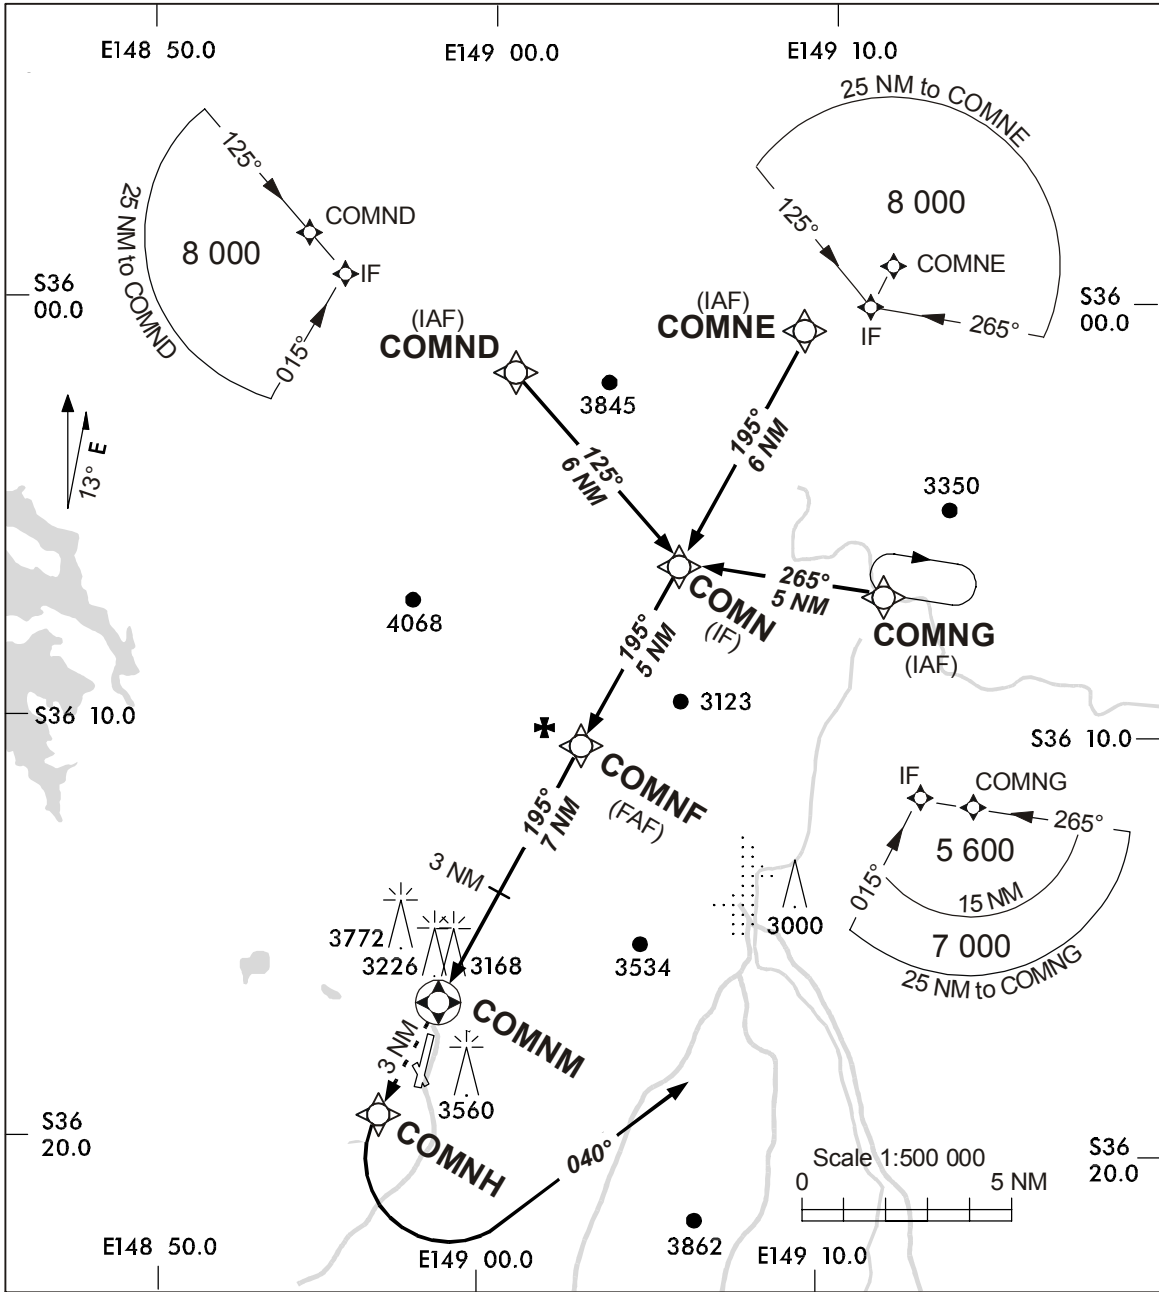 E148 50.0
E149 00.0
E149 10.0
25 NM to COMNE
125°
COMND
8 000
IF
25 NM to COMND
015°
8 000
125°
COMNE
IF
265°
S36
00.0
S36
00.0
(IAF)
COMND
(IAF)
COMNE
3845
13° E
125°
6 NM
195°
6 NM
3350
265°
5 NM
COMN
(IF)
COMNG
(IAF)
4068
195°
5 NM
3123
S36 10.0
S36 10.0
COMNF
(FAF)
195°
7 NM
IF
COMNG
265°
5 600
015°
15 NM
7 000
25 NM to COMNG
3 NM
3772
3226
3168
3534
3000
COMNM
3 NM
3560
S36
20.0
COMNH
040°
Scale 1:500 000
0
5 NM
S36
20.0
3862
E148 50.0
E149 00.0
E149 10.0